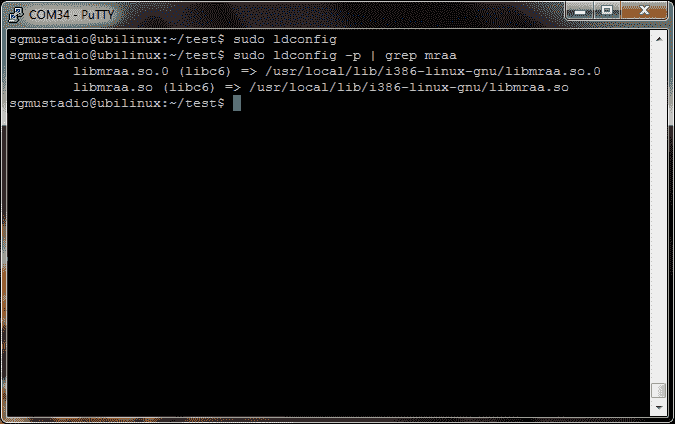 COM34 - PuTTY
sgmustadio@ubilinux:~/test$ sudo ldconfig
sgmustadio@ubilinux:~/test$ sudo ldconfig -p | grep mraa
libmraa.so.0 (libc6) => /usr/local/lib/i386-linux-gnu/libmraa.so.0
libmraa.so (libc6) => /usr/local/lib/i386-linux-gnu/libmraa.so
sgmustadio@ubilinux:~/test$